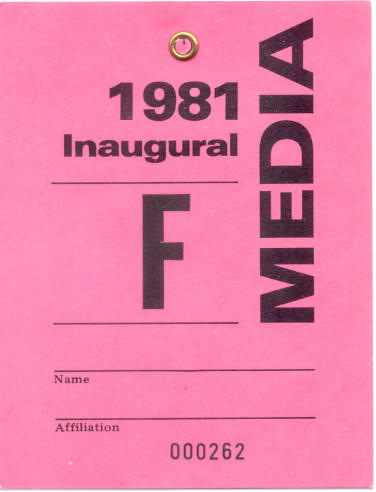 1981
Inaugural
F
MEDIA
Name
Affiliation
000262